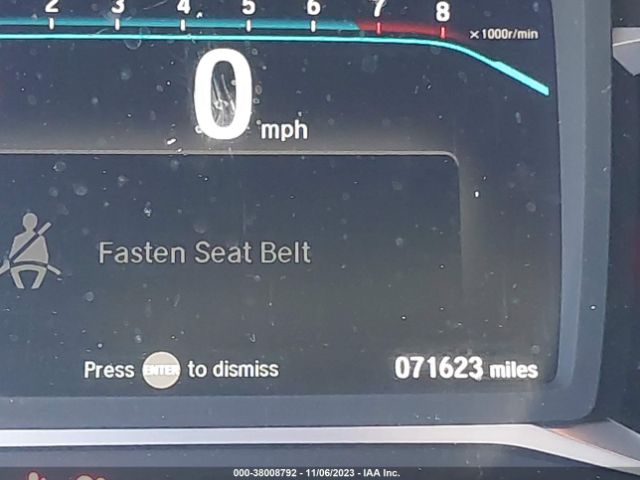 2 3 4 5 6 7 8
×1000r/min
0 mph
Fasten Seat Belt
Press ENTER to dismiss
071623 miles
000-38008792 - 11/06/2023 - IAA Inc.